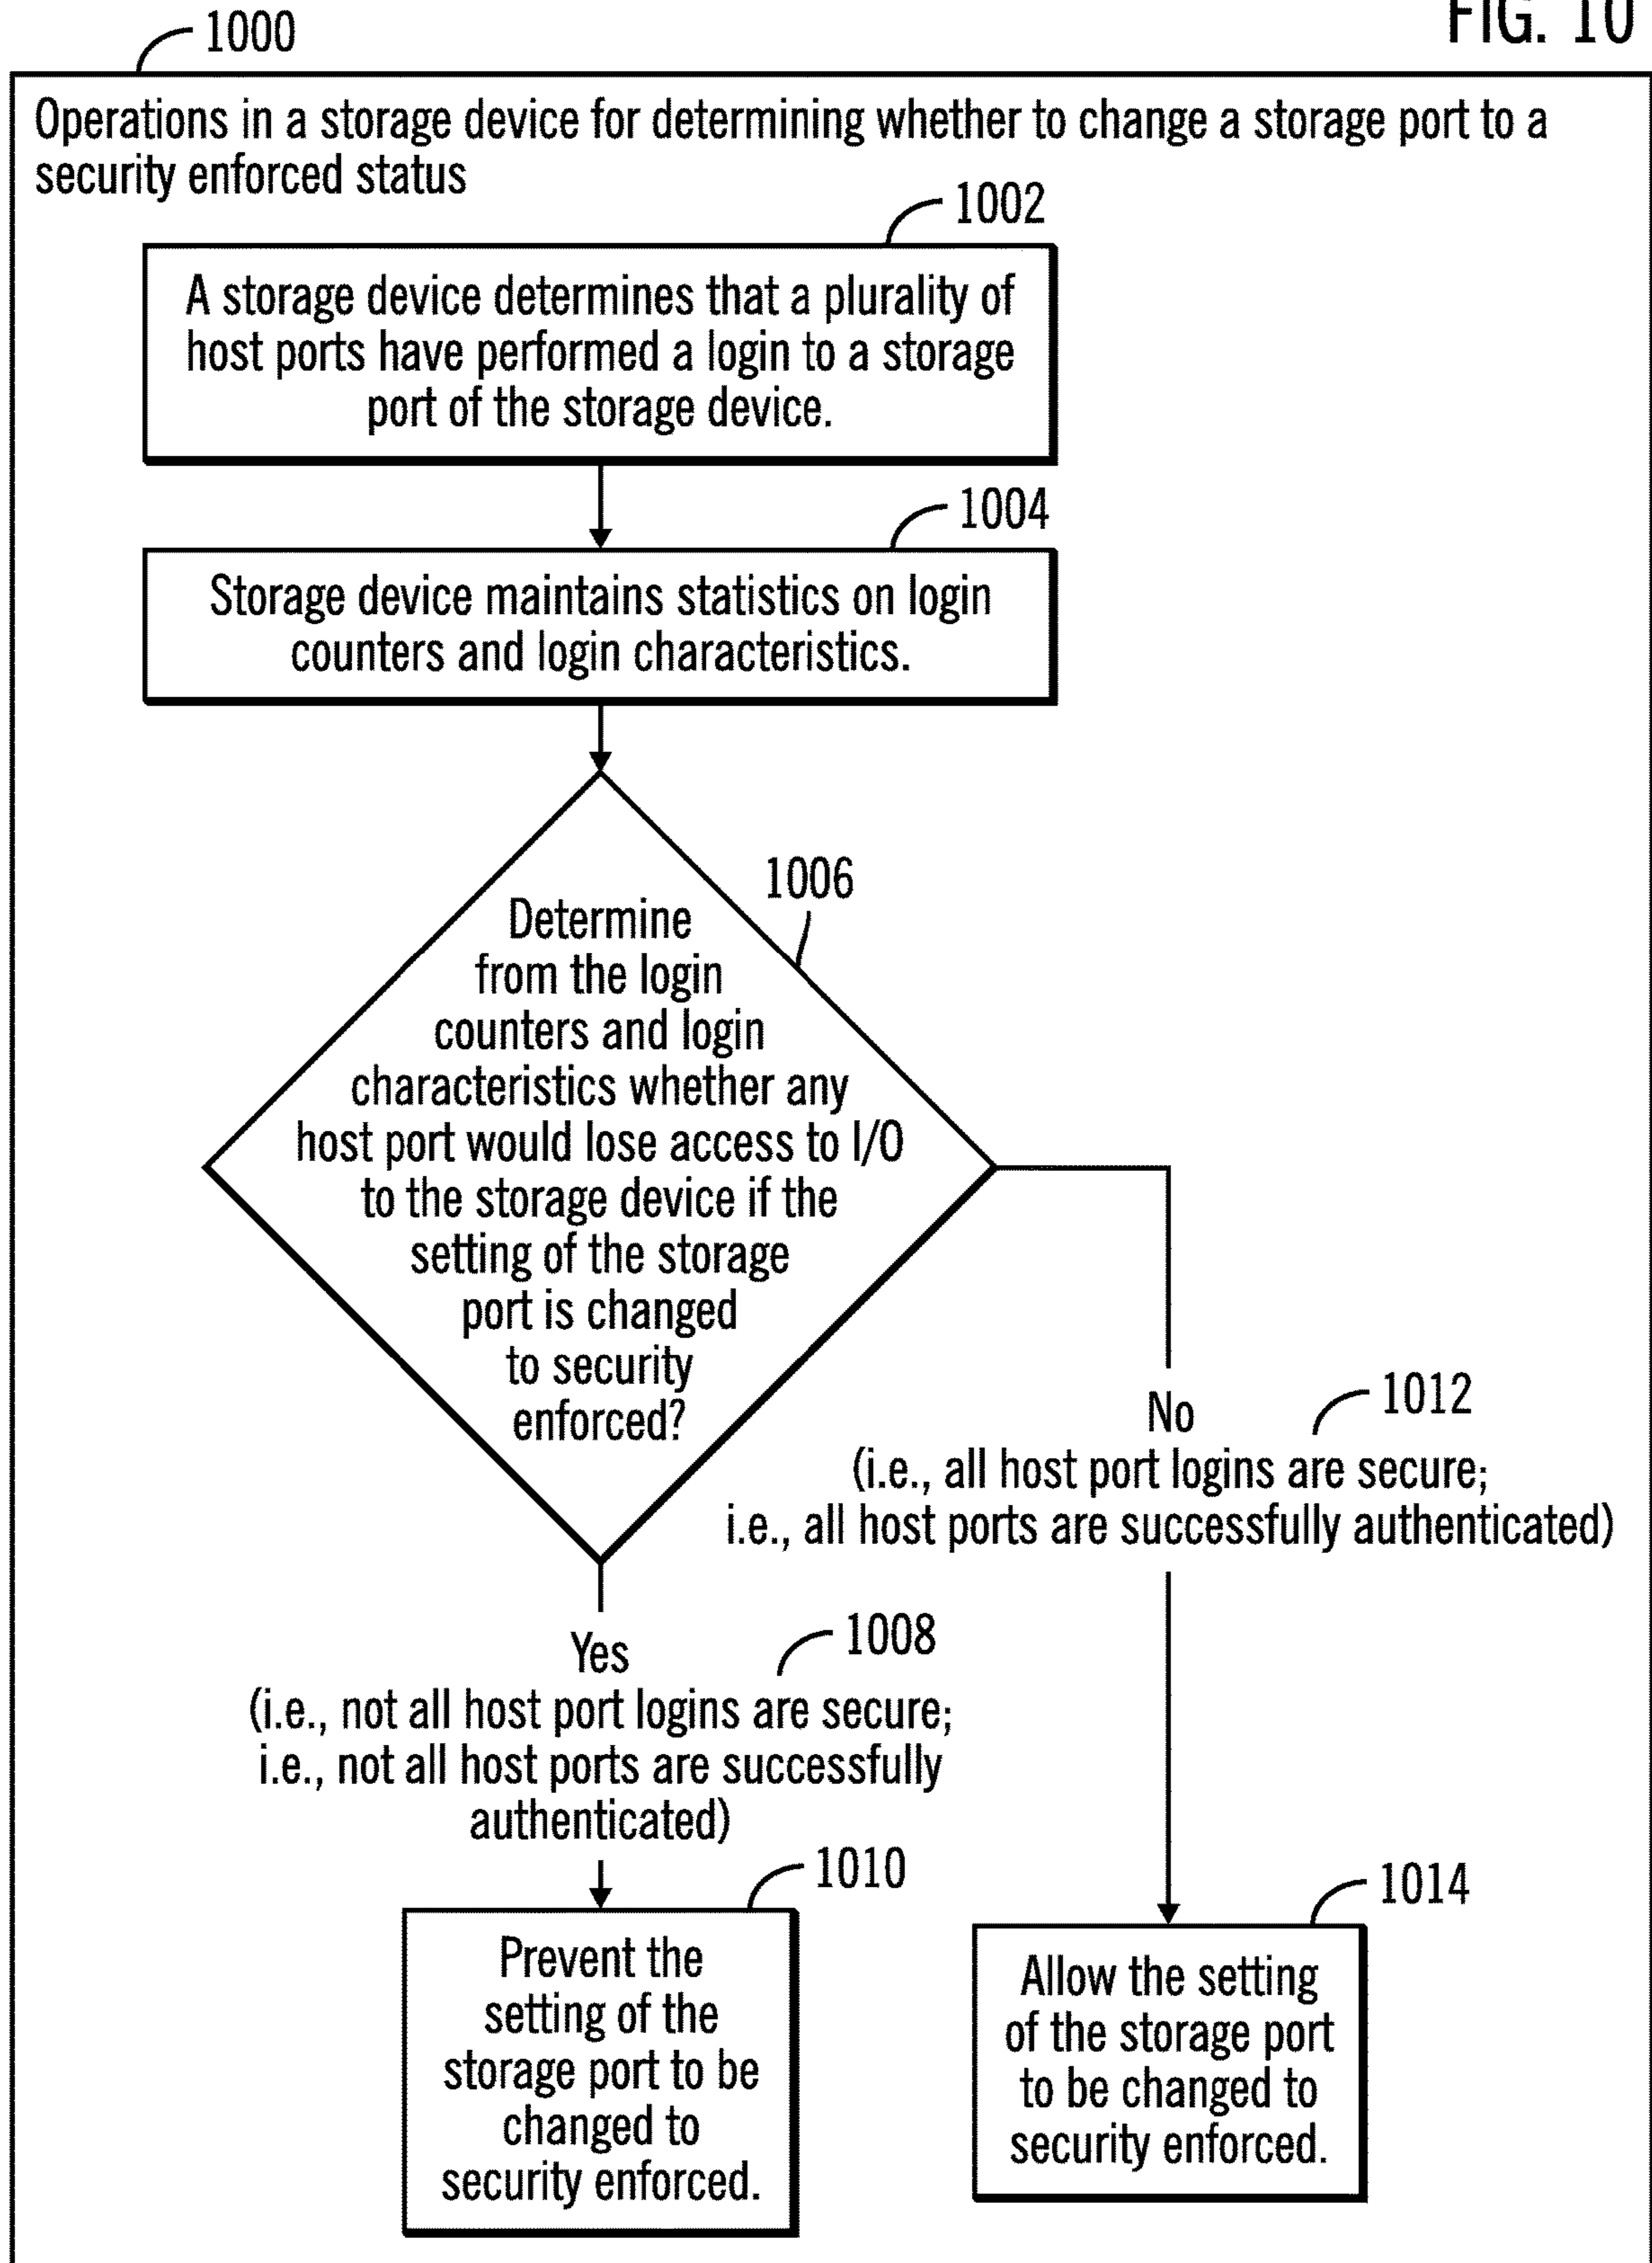 FIG. 10
1000
Operations in a storage device for determining whether to change a storage port to a
security enforced status
1002
A storage device determines that a plurality of
host ports have performed a login to a storage
port of the storage device.
1004
Storage device maintains statistics on login
counters and login characteristics.
1006
Determine
from the login
counters and login
characteristics whether any
host port would lose access to I/O
to the storage device if the
setting of the storage
port is changed
to security
enforced?
No
1012
(i.e., all host port logins are secure;
i.e., all host ports are successfully authenticated)
Yes
1008
(i.e., not all host port logins are secure;
i.e., not all host ports are successfully
authenticated)
1010
Prevent the
setting of the
storage port to be
changed to
security enforced.
1014
Allow the setting
of the storage port
to be changed to
security enforced.